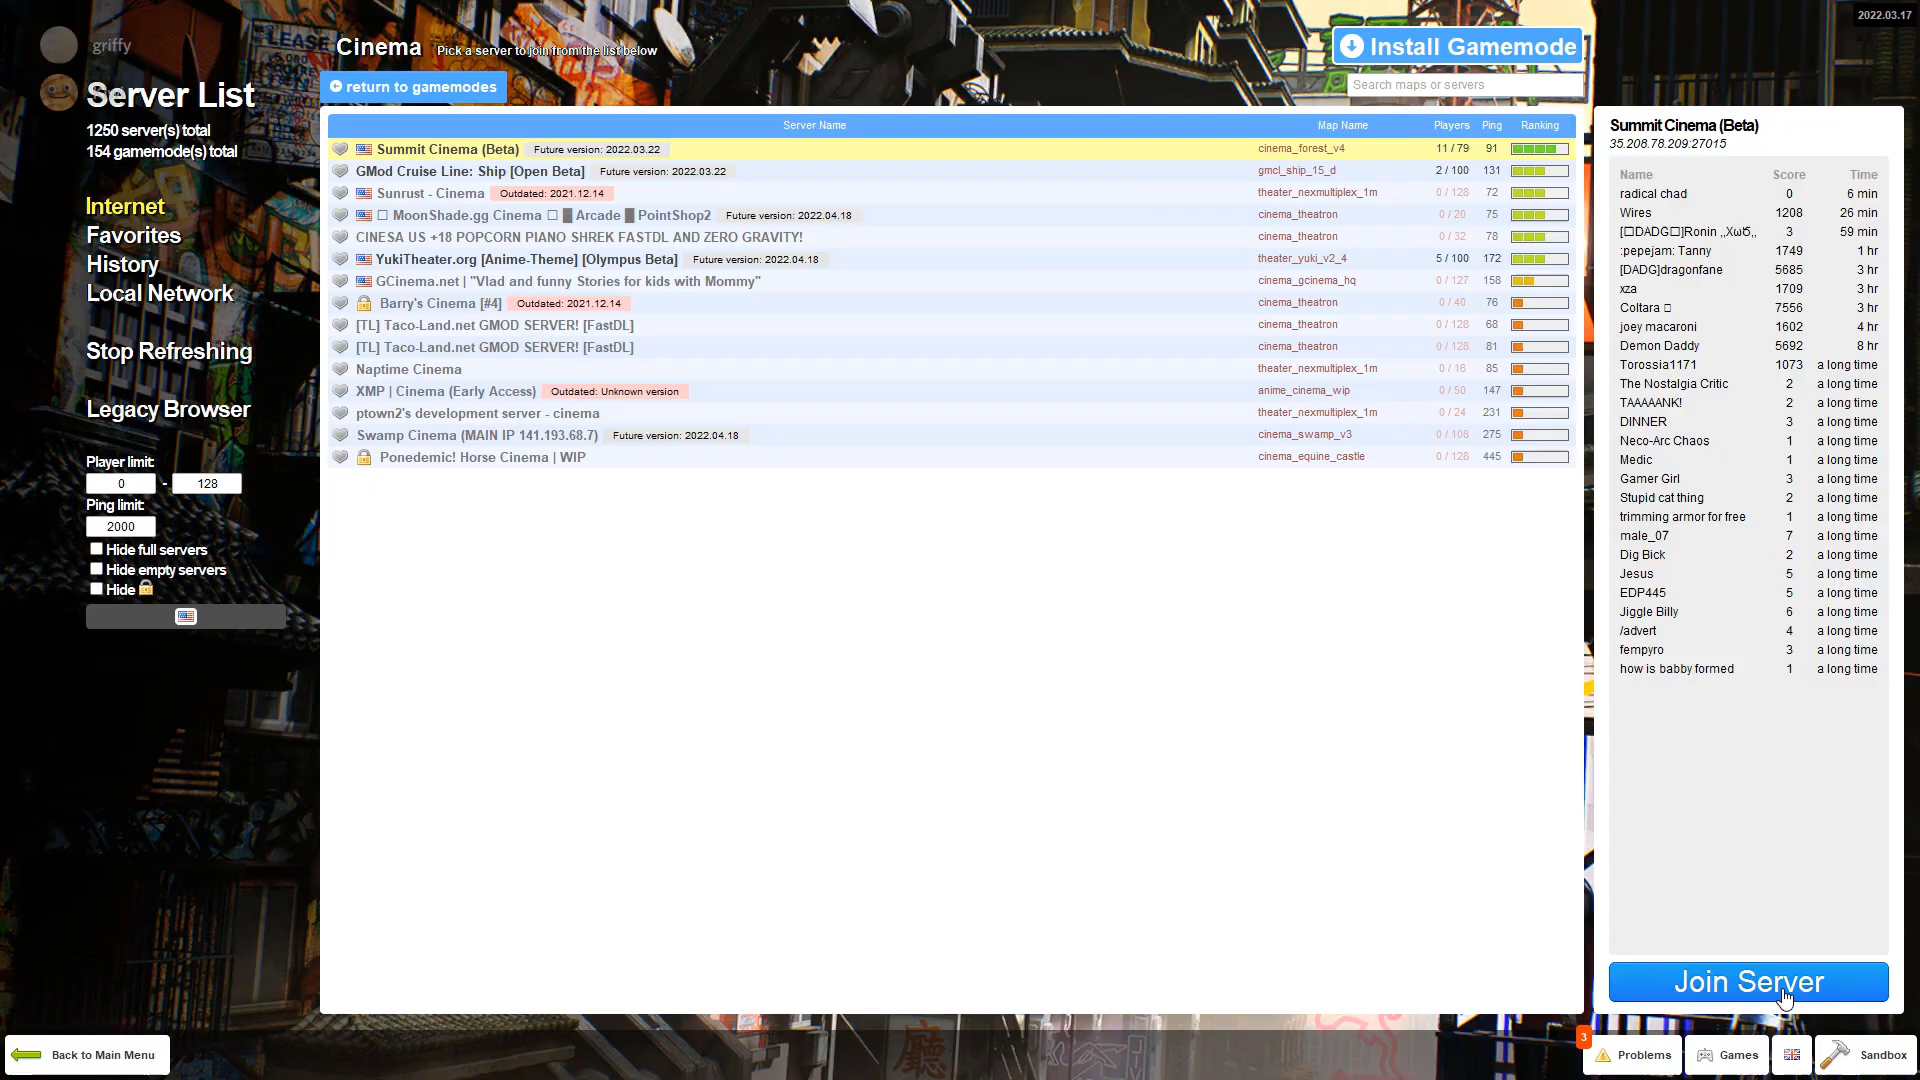 2022.03.17
griffy
Server List
1250 server(s) total
154 gamemode(s) total
Internet
Favorites
History
Local Network
Stop Refreshing
Legacy Browser
Player limit:
0 - 128
Ping limit:
2000
Hide full servers
Hide empty servers
Hide
Cinema Pick a server to join from the list below
Install Gamemode
return to gamemodes
Search maps or servers
Server Name Map Name Players Ping Ranking
Summit Cinema (Beta) Future version: 2022.03.22 cinema_forest_v4 11 / 79 91
GMod Cruise Line: Ship [Open Beta] Future version: 2022.03.22 gmcl_ship_15_d 2 / 100 131
Sunrust - Cinema Outdated: 2021.12.14 theater_nexmultiplex_1m 0 / 128 72
□ MoonShade.gg Cinema □ █ Arcade █ PointShop2 Future version: 2022.04.18 cinema_theatron 0 / 20 75
CINESA US +18 POPCORN PIANO SHREK FASTDL AND ZERO GRAVITY! cinema_theatron 0 / 32 78
YukiTheater.org [Anime-Theme] [Olympus Beta] Future version: 2022.04.18 theater_yuki_v2_4 5 / 100 172
GCinema.net | "Vlad and funny Stories for kids with Mommy" cinema_gcinema_hq 0 / 127 158
Barry's Cinema [#4] Outdated: 2021.12.14 cinema_theatron 0 / 40 76
[TL] Taco-Land.net GMOD SERVER! [FastDL] cinema_theatron 0 / 128 68
[TL] Taco-Land.net GMOD SERVER! [FastDL] cinema_theatron 0 / 128 81
Naptime Cinema theater_nexmultiplex_1m 0 / 16 85
XMP | Cinema (Early Access) Outdated: Unknown version anime_cinema_wip 0 / 50 147
ptown2's development server - cinema theater_nexmultiplex_1m 0 / 24 231
Swamp Cinema (MAIN IP 141.193.68.7) Future version: 2022.04.18 cinema_swamp_v3 0 / 108 275
Ponedemic! Horse Cinema | WIP cinema_equine_castle 0 / 128 445
Summit Cinema (Beta)
35.208.78.209:27015
Name Score Time
radical chad 0 6 min
Wires 1208 26 min
[□DADG□]Ronin ,,XωƂ,, 3 59 min
:pepejam: Tanny 1749 1 hr
[DADG]dragonfane 5685 3 hr
xza 1709 3 hr
Coltara □ 7556 3 hr
joey macaroni 1602 4 hr
Demon Daddy 5692 8 hr
Torossia1171 1073 a long time
The Nostalgia Critic 2 a long time
TAAAAANK! 2 a long time
DINNER 3 a long time
Neco-Arc Chaos 1 a long time
Medic 1 a long time
Gamer Girl 3 a long time
Stupid cat thing 2 a long time
trimming armor for free 1 a long time
male_07 7 a long time
Dig Bick 2 a long time
Jesus 5 a long time
EDP445 5 a long time
Jiggle Billy 6 a long time
/advert 4 a long time
fempyro 3 a long time
how is babby formed 1 a long time
Join Server
Back to Main Menu
3
Problems
Games
Sandbox